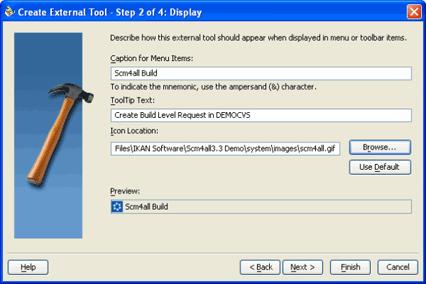 Create External Tool - Step 2 of 4: Display
Describe how this external tool should appear when displayed in menu or toolbar items.
Caption for Menu Items:
Scm4all Build
To indicate the mnemonic, use the ampersand (&) character.
ToolTip Text:
Create Build Level Request in DEMOCVS
Icon Location:
Files\IKAN Software\Scm4all3.3 Demo\system\images\scm4all.gif
Browse...
Use Default
Preview:
Scm4all Build
Help
< Back
Next >
Finish
Cancel